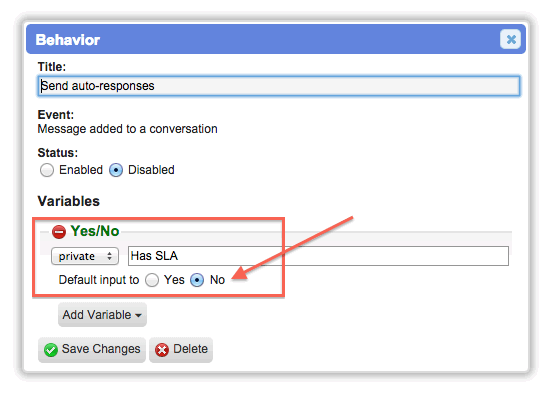 Behavior
Title:
Send auto-responses
Event:
Message added to a conversation
Status:
Enabled Disabled
Variables
Yes/No
private Has SLA
Default input to Yes No
Add Variable
Save Changes Delete